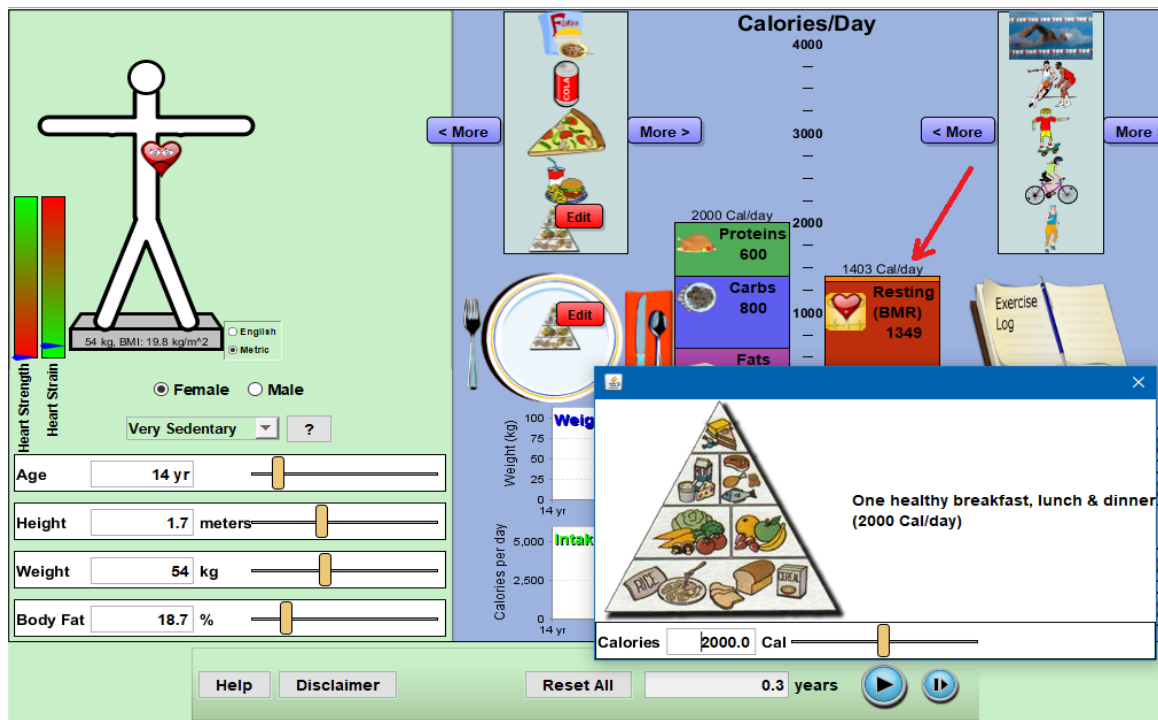 Calories/Day
4000
3000
2000
1000
Flakes
COLA
< More
More >
Edit
Edit
2000 Cal/day
Proteins
600
Carbs
800
Fats
< More
More
1403 Cal/day
Resting
(BMR)
1349
Exercise
Log
54 kg, BMI: 19.8 kg/m^2
English
Metric
Heart Strength
Heart Strain
Female
Male
Very Sedentary
?
Age
14 yr
Height
1.7 meters
Weight
54 kg
Body Fat
18.7 %
Weight (kg)
100
75
50
25
0
14 yr
Weig
Calories per day
5,000
2,500
0
14 yr
Intak
RICE
CEREAL
One healthy breakfast, lunch & dinner
(2000 Cal/day)
Calories 2000.0 Cal
Help
Disclaimer
Reset All
0.3 years